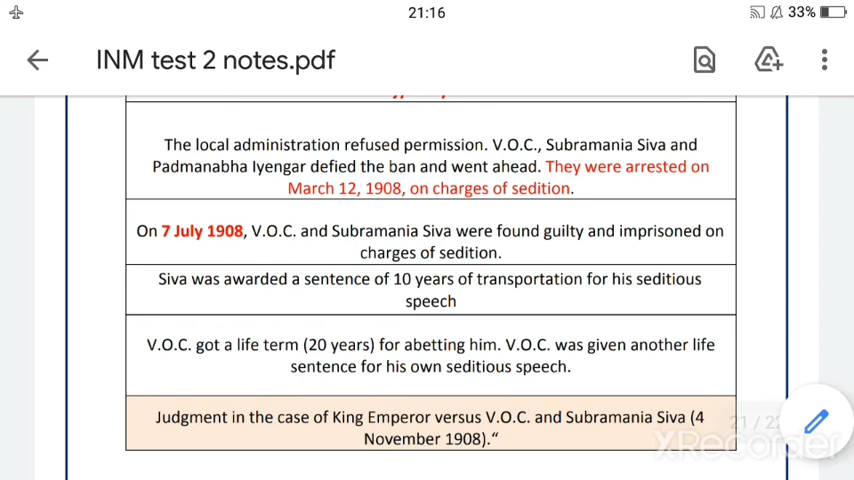 21:16
33%
INM test 2 notes.pdf
The local administration refused permission. V.O.C., Subramania Siva and
Padmanabha Iyengar defied the ban and went ahead. They were arrested on
March 12, 1908, on charges of sedition.
On 7 July 1908, V.O.C. and Subramania Siva were found guilty and imprisoned on
charges of sedition.
Siva was awarded a sentence of 10 years of transportation for his seditious
speech
V.O.C. got a life term (20 years) for abetting him. V.O.C. was given another life
sentence for his own seditious speech.
Judgment in the case of King Emperor versus V.O.C. and Subramania Siva (4
November 1908).“
21 / 22
XRecorder